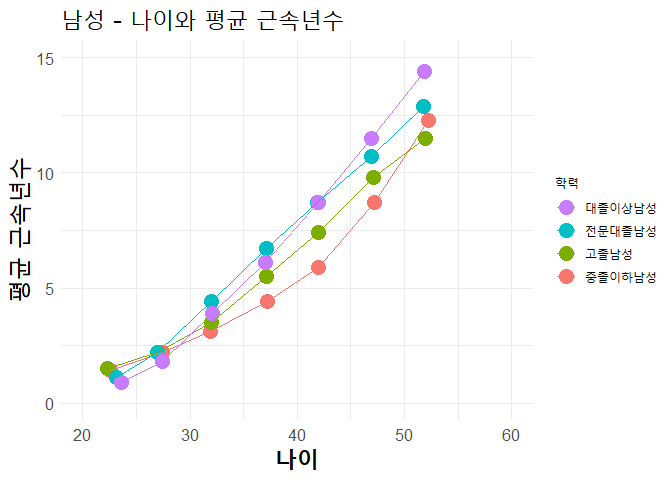 남성 - 나이와 평균 근속년수
평균 근속년수
15
10
5
0
20 30 40 50 60
나이
학력
대졸이상남성
전문대졸남성
고졸남성
중졸이하남성